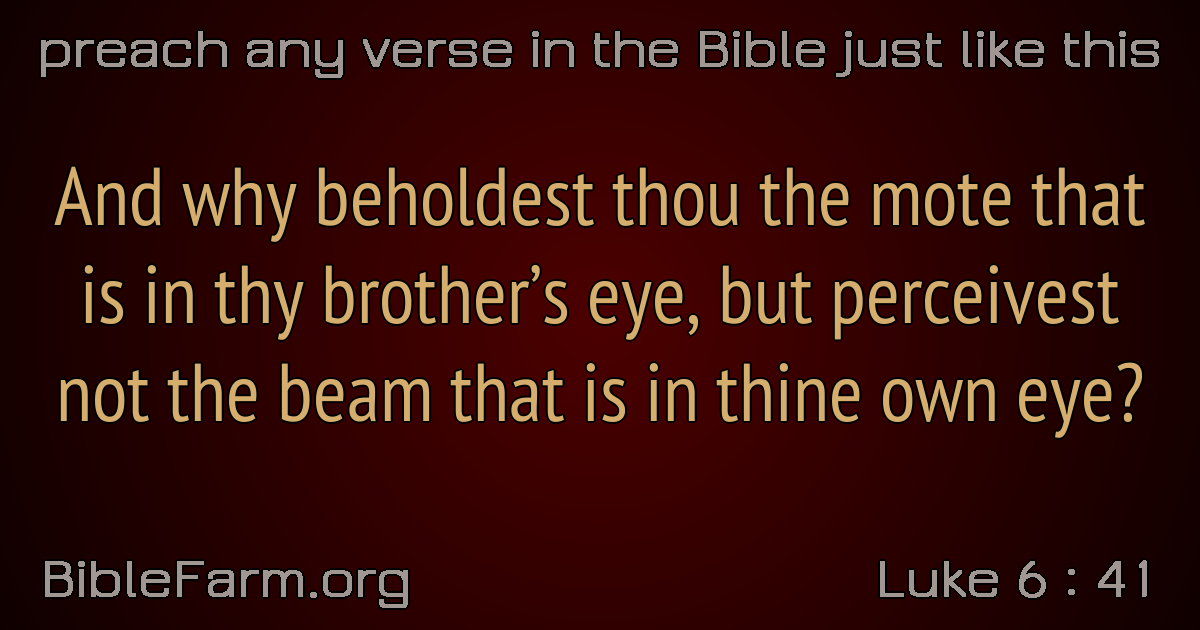 preach any verse in the Bible just like this
And why beholdest thou the mote that
is in thy brother’s eye, but perceivest
not the beam that is in thine own eye?
BibleFarm.org
Luke 6 : 41